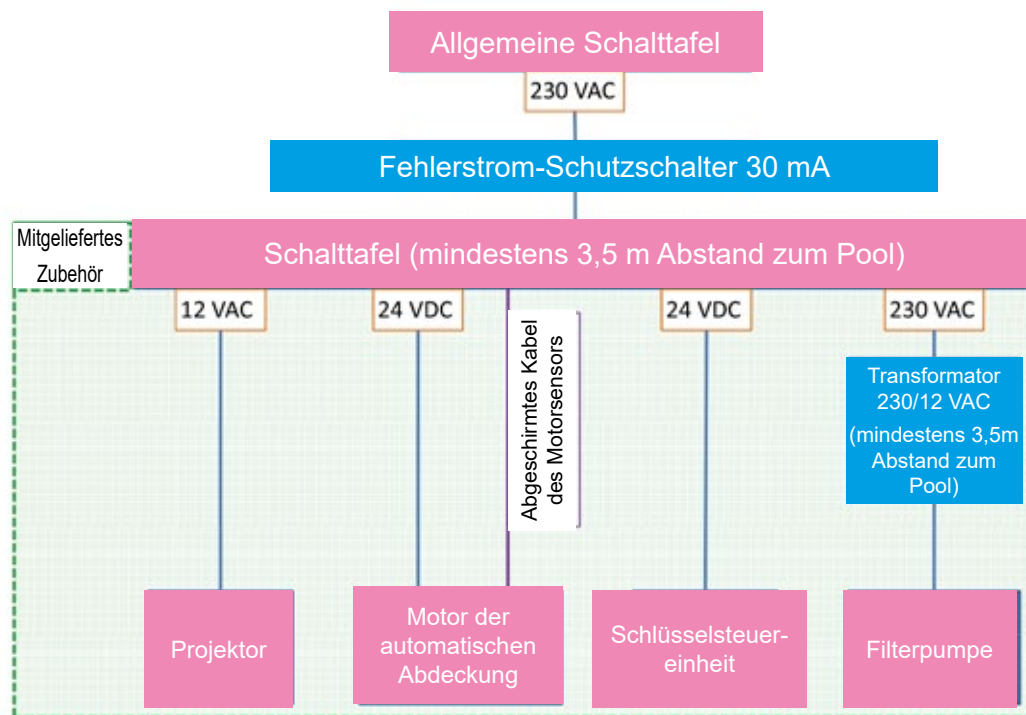 Allgemeine Schalttafel
230 VAC
Fehlerstrom-Schutzschalter 30 mA
Mitgeliefertes
Zubehör
Schalttafel (mindestens 3,5 m Abstand zum Pool)
12 VAC
24 VDC
Abgeschirmtes Kabel
des Motorsensors
24 VDC
230 VAC
Transformator
230/12 VAC
(mindestens 3,5m
Abstand zum
Pool)
Projektor
Motor der
automatischen
Abdeckung
Schlüsselsteuer-
einheit
Filterpumpe